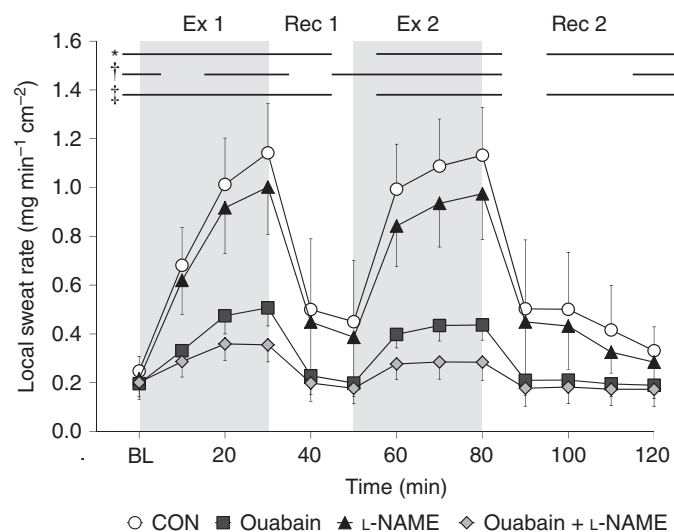 Ex 1 Rec 1 Ex 2 Rec 2
1.6
*
†
1.4
‡
1.2
1.0
0.8
0.6
0.4
0.2
0.0
Local sweat rate (mg min−1 cm−2)
BL 20 40 60 80 100 120
Time (min)
CON Ouabain L-NAME Ouabain + L-NAME